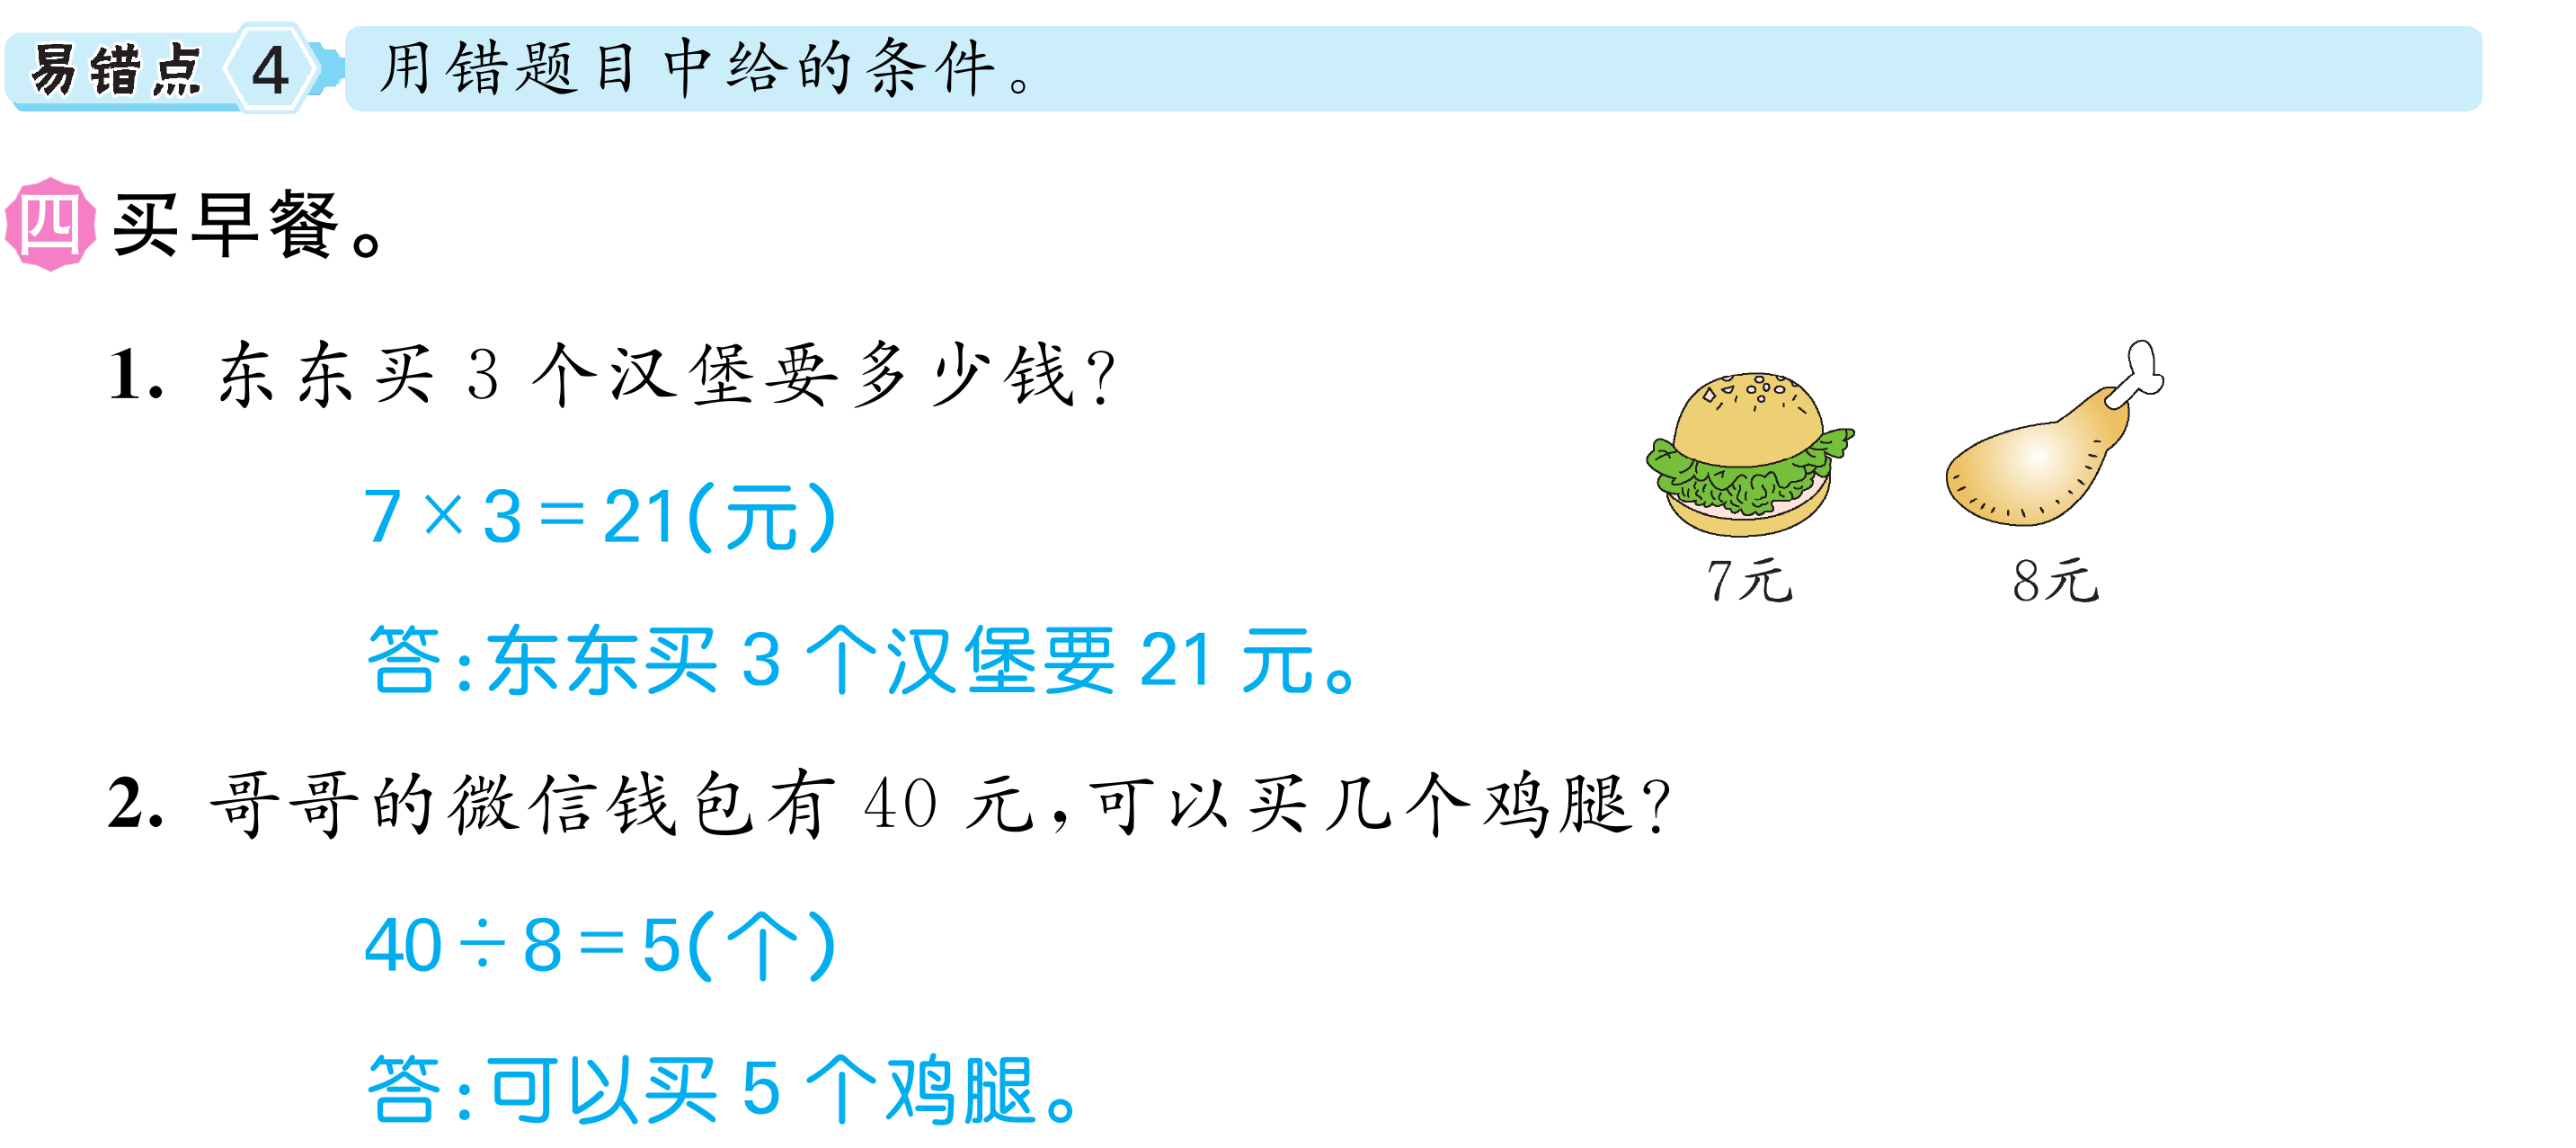 易错点 4 用错题目中给的条件。
四 买早餐。
1. 东东买 3 个汉堡要多少钱?
7×3=21(元)
7元 8元
答:东东买 3 个汉堡要 21 元。
2. 哥哥的微信钱包有 40 元,可以买几个鸡腿?
40÷8=5(个)
答:可以买 5 个鸡腿。